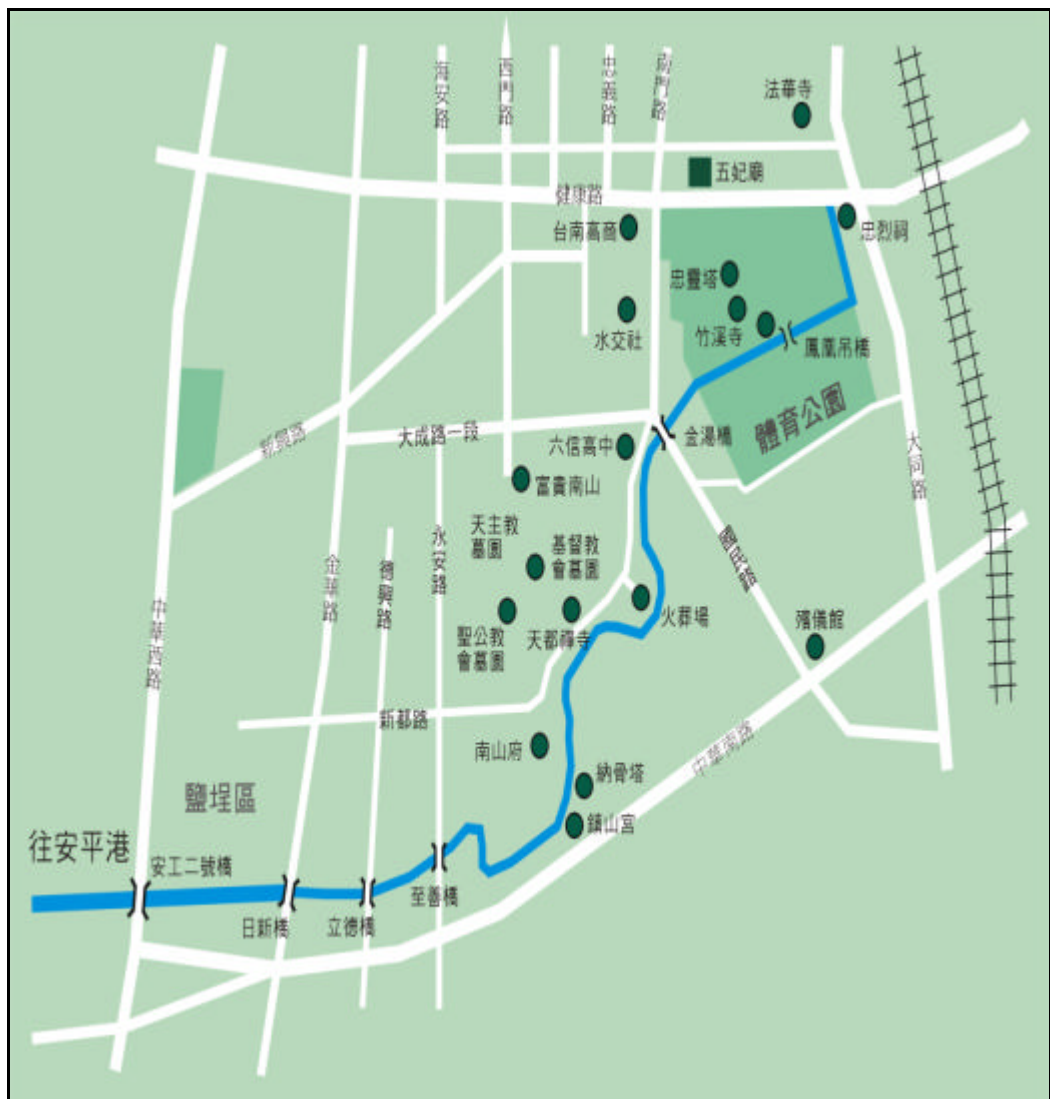 法華寺
海安路
西門路
忠義路
南門路
五妃廟
健康路
台南高商
忠烈祠
忠靈塔
水交社
竹溪寺
鳳凰吊橋
體育公園
新興路
大成路一段
六信高中
金湯橋
大同路
富貴南山
天主教
墓園
基督教
會墓園
永安路
國民路
金華路
德興路
中華西路
火葬場
聖公教
會墓園
天都禪寺
殯儀館
新都路
南山府
中華南路
納骨塔
鎮山宮
鹽埕區
往安平港
安工二號橋
至善橋
日新橋
立德橋